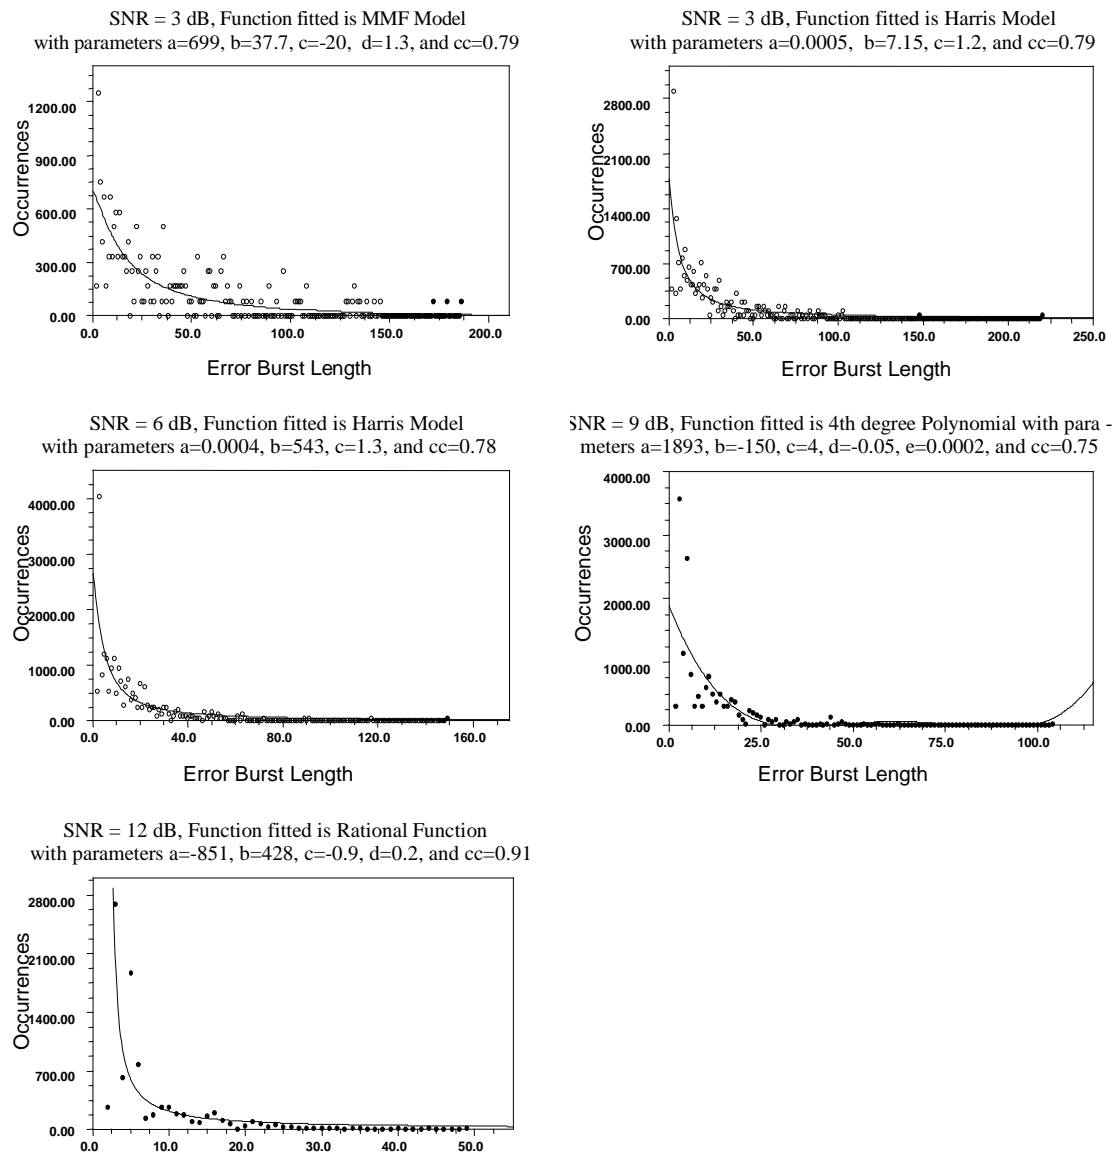 SNR = 3 dB, Function fitted is MMF Model
with parameters a=699, b=37.7, c=-20, d=1.3, and cc=0.79
Occurrences
1200.00
900.00
600.00
300.00
0.00
0.0 50.0 100.0 150.0 200.0
Error Burst Length
SNR = 3 dB, Function fitted is Harris Model
with parameters a=0.0005, b=7.15, c=1.2, and cc=0.79
Occurrences
2800.00
2100.00
1400.00
700.00
0.00
0.0 50.0 100.0 150.0 200.0 250.0
Error Burst Length
SNR = 6 dB, Function fitted is Harris Model
with parameters a=0.0004, b=543, c=1.3, and cc=0.78
Occurrences
4000.00
3000.00
2000.00
1000.00
0.00
0.0 40.0 80.0 120.0 160.0
Error Burst Length
SNR = 9 dB, Function fitted is 4th degree Polynomial with para -
meters a=1893, b=-150, c=4, d=-0.05, e=0.0002, and cc=0.75
Occurrences
4000.00
3000.00
2000.00
1000.00
0.00
0.0 25.0 50.0 75.0 100.0
Error Burst Length
SNR = 12 dB, Function fitted is Rational Function
with parameters a=-851, b=428, c=-0.9, d=0.2, and cc=0.91
Occurrences
2800.00
2100.00
1400.00
700.00
0.00
0.0 10.0 20.0 30.0 40.0 50.0